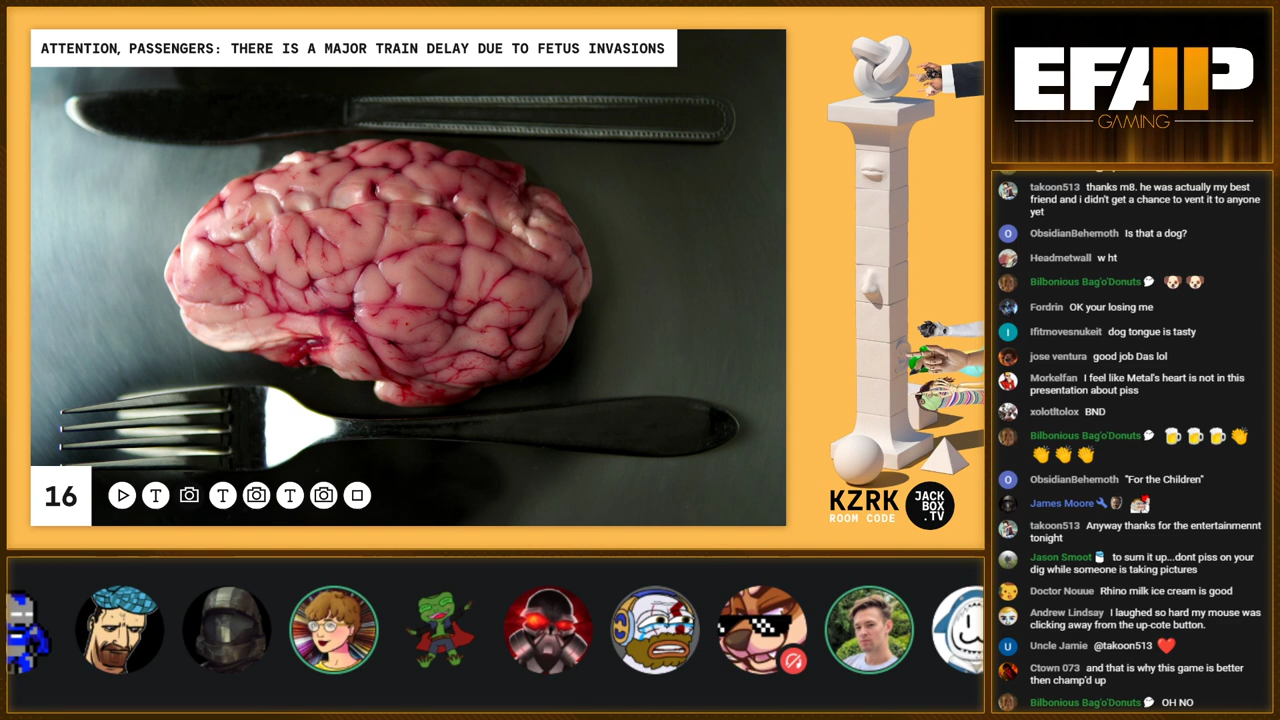 ATTENTION, PASSENGERS: THERE IS A MAJOR TRAIN DELAY DUE TO FETUS INVASIONS
16
T
T
T
KZRK
ROOM CODE
JACK
BOX
.TV
EFAP
GAMING
takoon513 thanks m8. he was actually my best
friend and i didn't get a chance to vent it to anyone
yet
O ObsidianBehemoth Is that a dog?
Headmetwall w ht
Bilbonious Bag'o'Donuts
Fordrin OK your losing me
I Ifitmovesnukeit dog tongue is tasty
jose ventura good job Das lol
Morkelfan I feel like Metal's heart is not in this
presentation about piss
xolotltolox BND
Bilbonious Bag'o'Donuts
O ObsidianBehemoth "For the Children"
James Moore
takoon513 Anyway thanks for the entertainmennt
tonight
Jason Smoot to sum it up...dont piss on your
dig while someone is taking pictures
Doctor Nouue Rhino milk ice cream is good
Andrew Lindsay I laughed so hard my mouse was
clicking away from the up-cote button.
U Uncle Jamie @takoon513
Ctown 073 and that is why this game is better
then champ'd up
Bilbonious Bag'o'Donuts OH NO